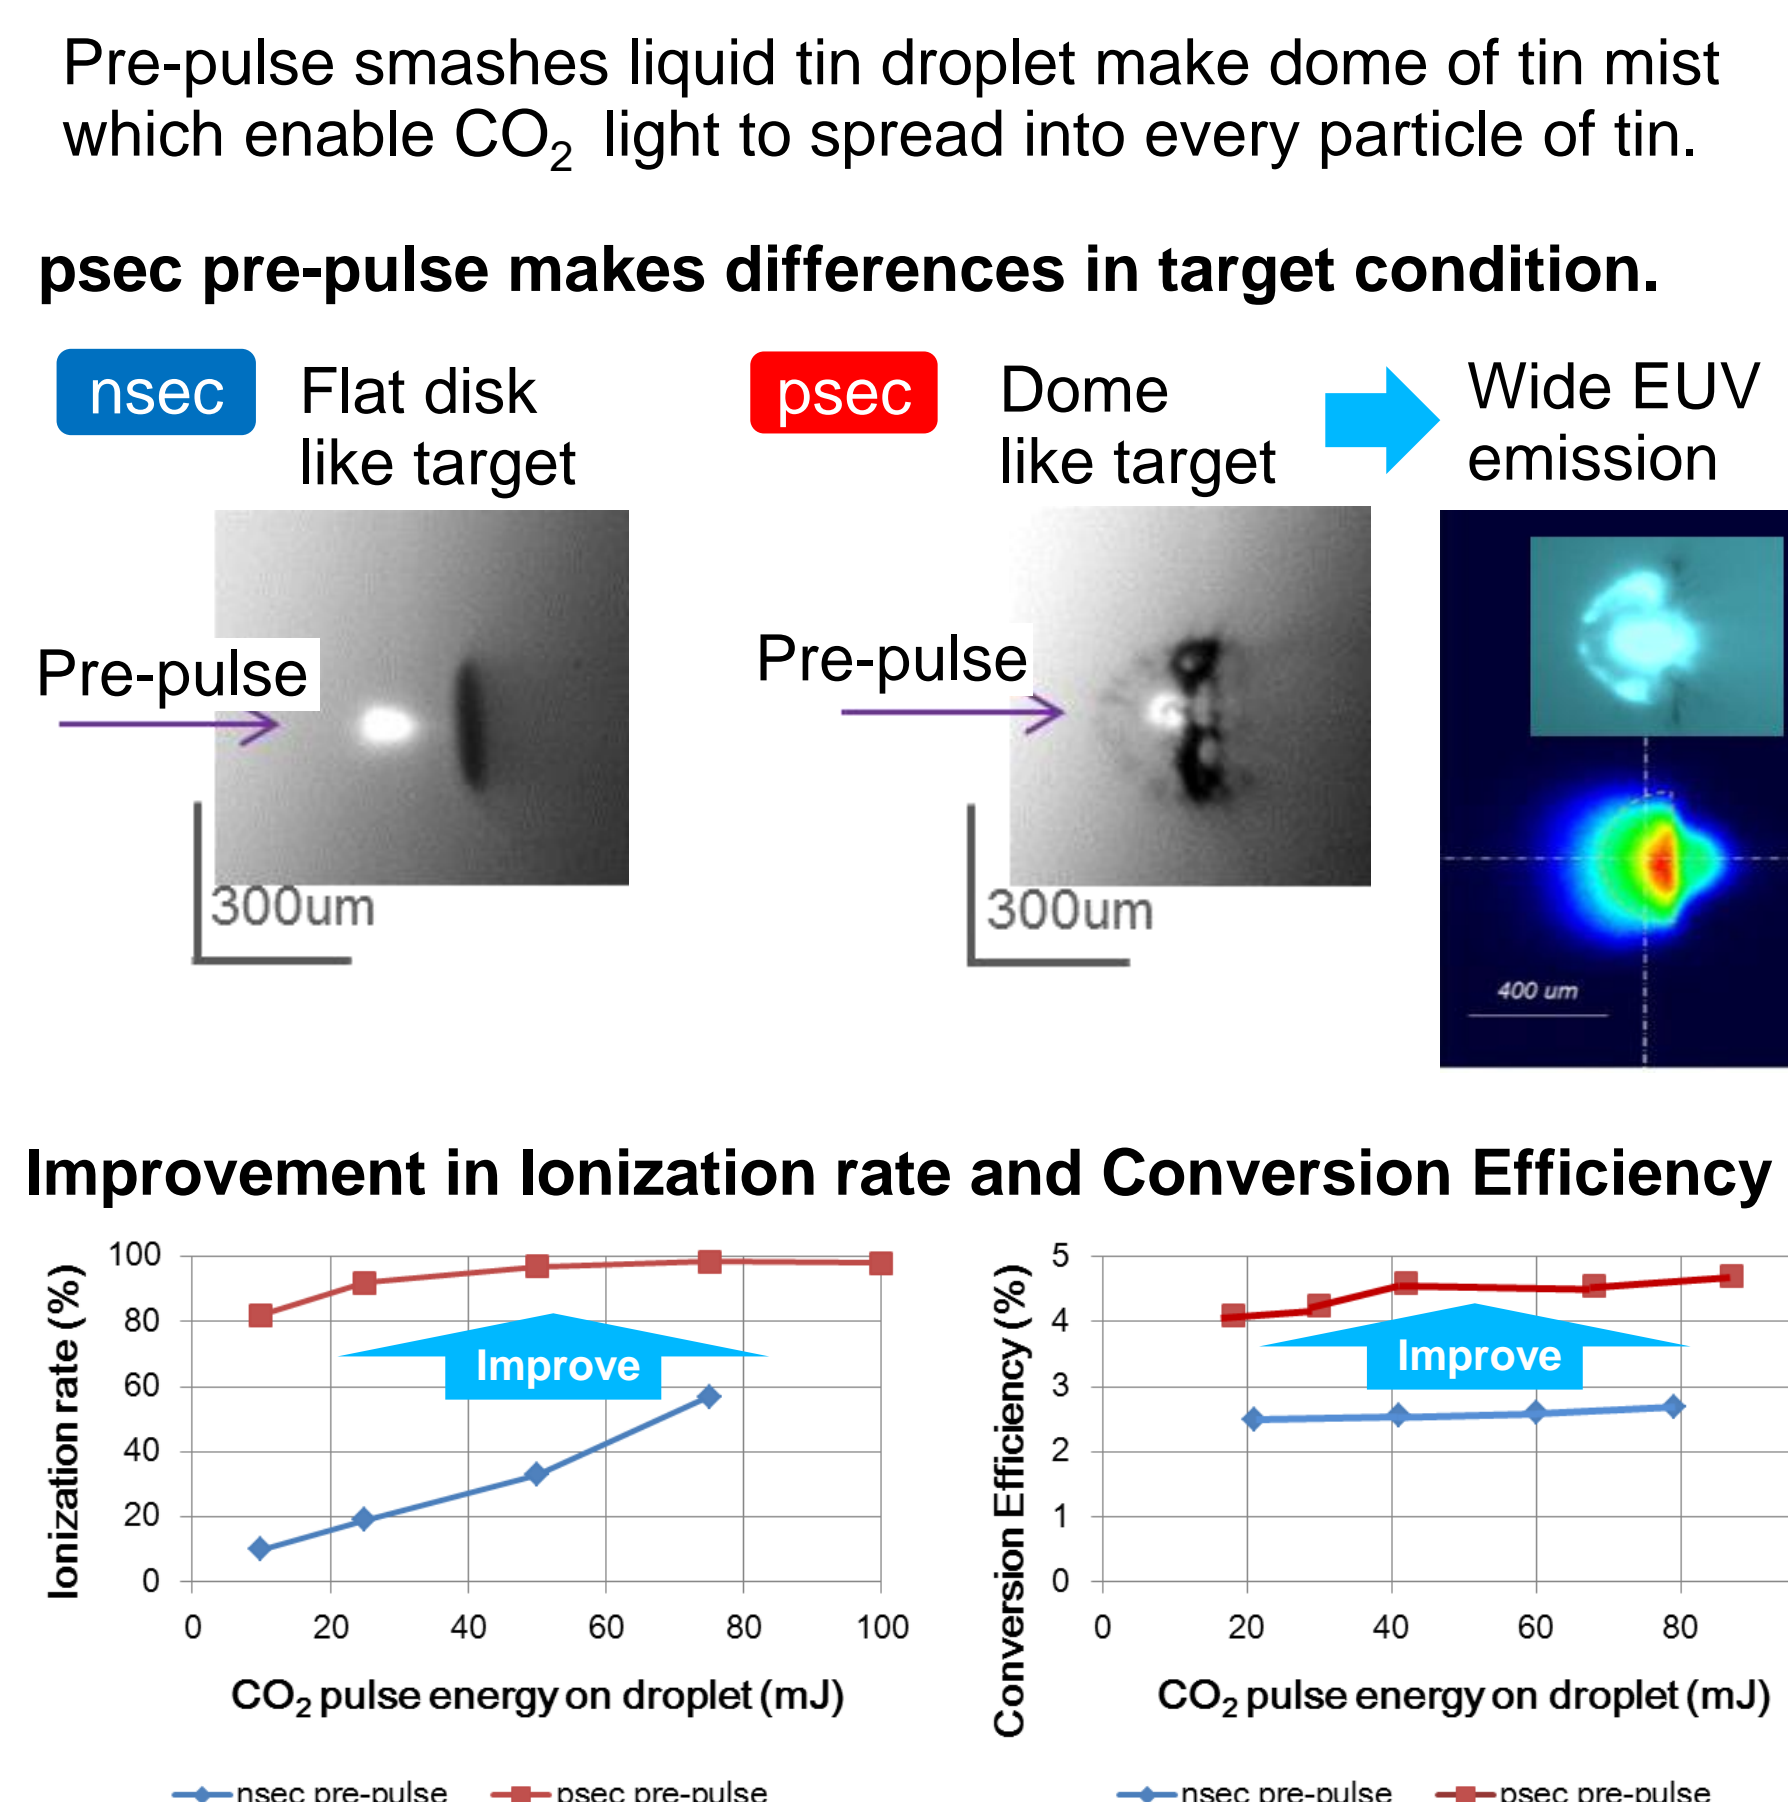 Pre-pulse smashes liquid tin droplet make dome of tin mist
which enable CO₂ light to spread into every particle of tin.
psec pre-pulse makes differences in target condition.
nsec
Flat disk
like target
psec
Dome
like target
Wide EUV
emission
Pre-pulse
300um
Pre-pulse
300um
400 um
Improvement in Ionization rate and Conversion Efficiency
Ionization rate (%)
100
80
60
40
20
0
Improve
0 20 40 60 80 100
CO₂ pulse energy on droplet (mJ)
nsec pre-pulse psec pre-pulse
Conversion Efficiency (%)
5
4
3
2
1
0
Improve
0 20 40 60 80
CO₂ pulse energy on droplet (mJ)
nsec pre-pulse psec pre-pulse